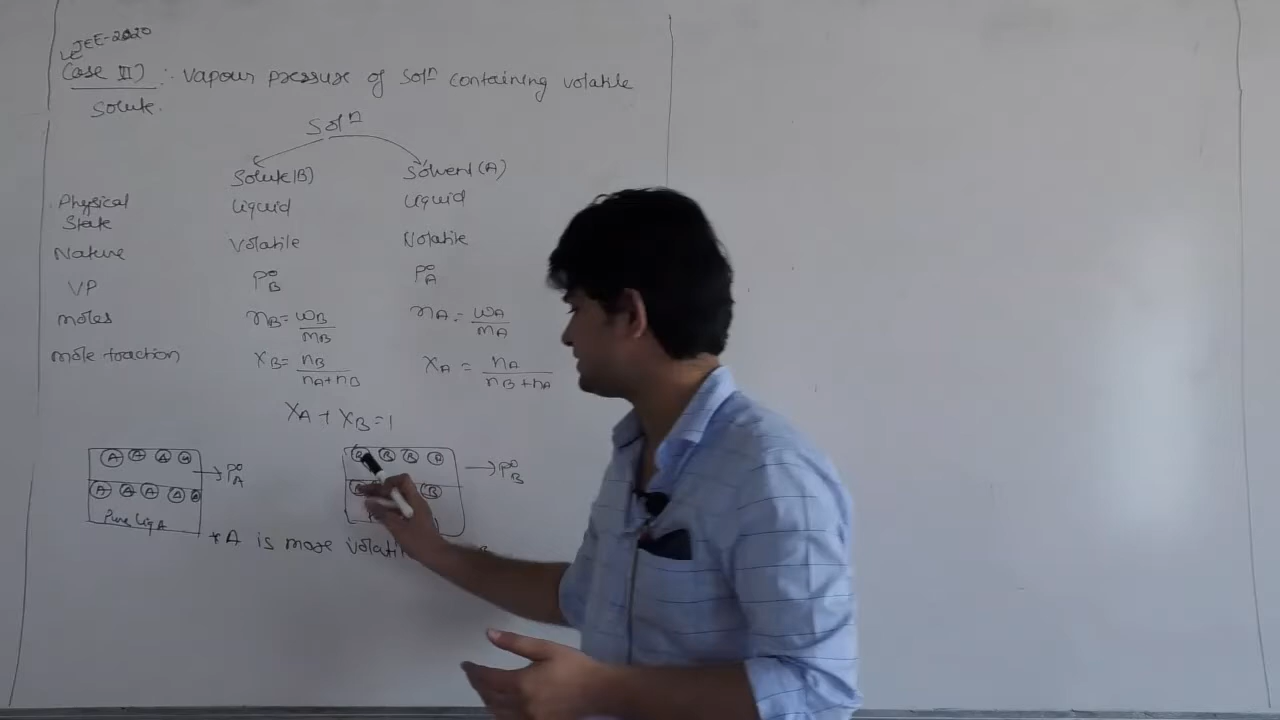 JEE-2020
Case III) :- Vapour pressure of Solⁿ containing volatile
Solute.
Solⁿ
Solute(B) Solvent(A)
Physical State Liquid Liquid
Nature Volatile Volatile
VP P°B P°A
moles nB = wB/mB nA = wA/mA
mole fraction XB = nB/nA+nB XA = nA/nB+nA
XA + XB = 1
A A A A → P°A
A A A A A
Pure Liq A
B B B → P°B
B
* A is more